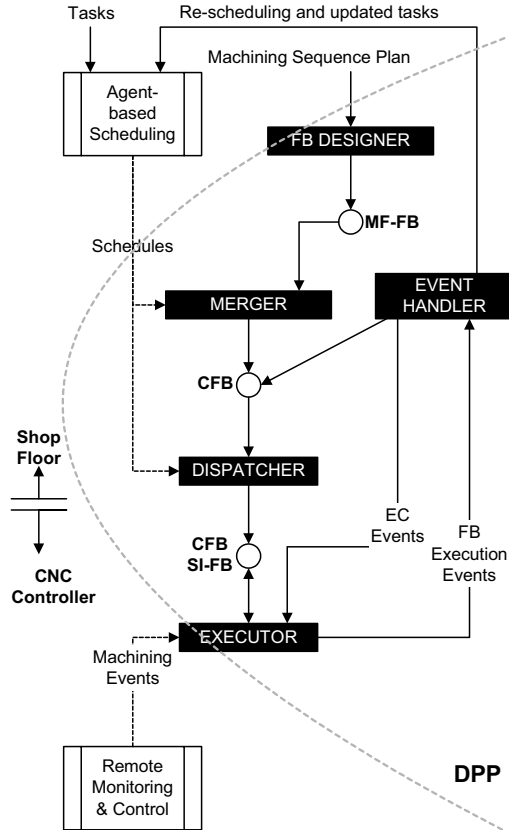 Tasks
Re-scheduling and updated tasks
Machining Sequence Plan
Agent-
based
Scheduling
FB DESIGNER
MF-FB
Schedules
MERGER
EVENT
HANDLER
CFB
Shop
Floor
DISPATCHER
EC
Events
FB
Execution
Events
CFB
SI-FB
CNC
Controller
EXECUTOR
Machining
Events
Remote
Monitoring
& Control
DPP